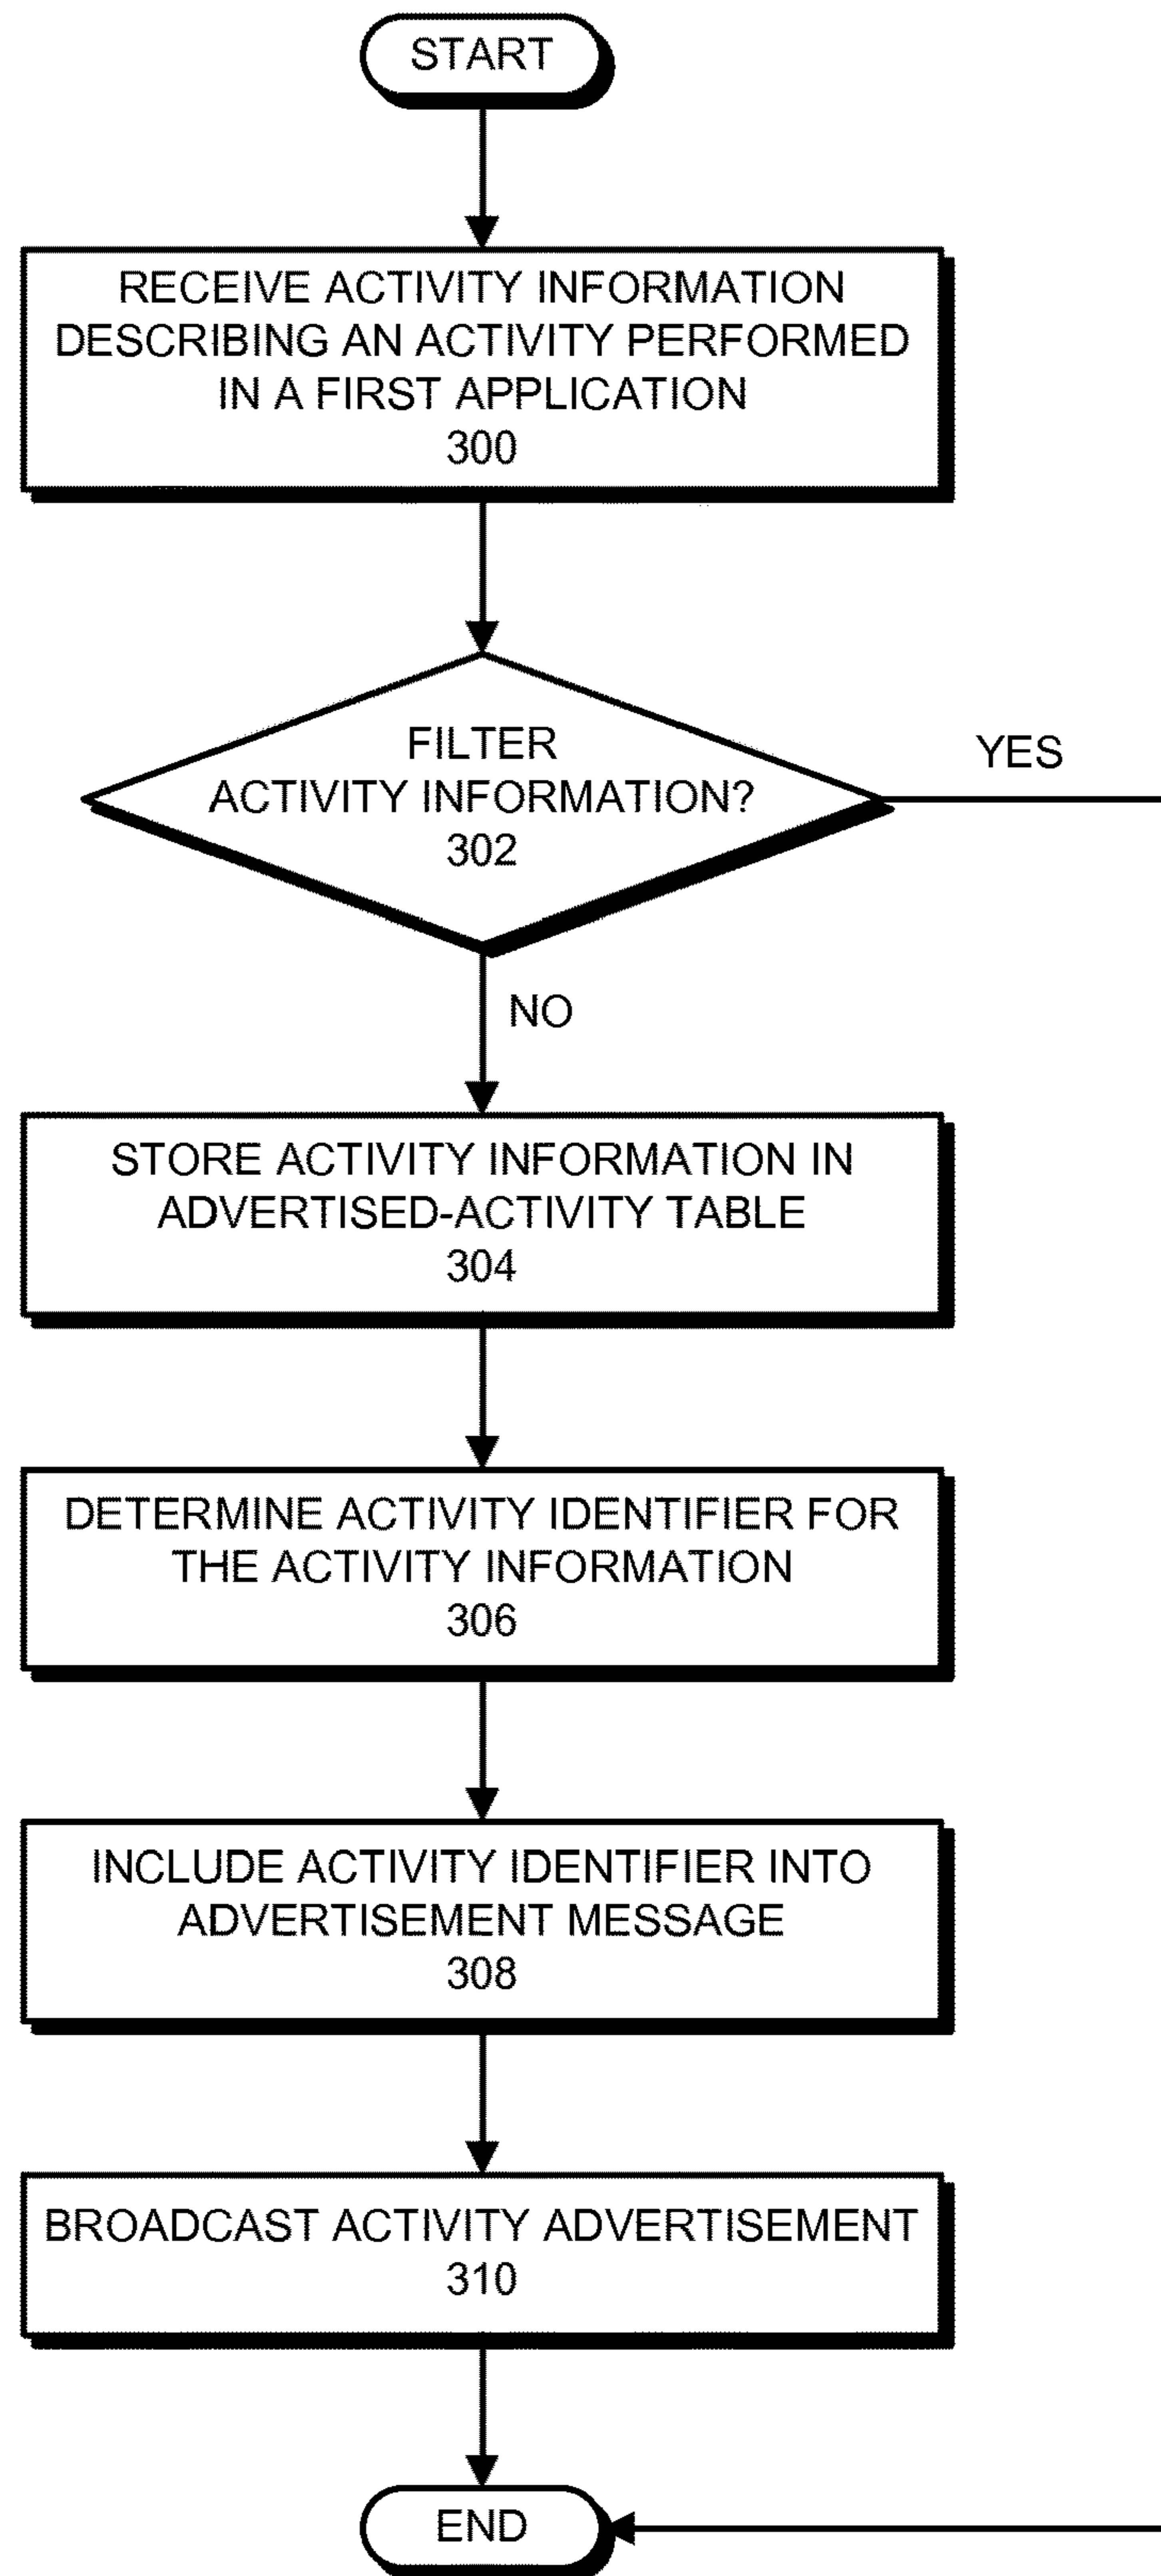 START
RECEIVE ACTIVITY INFORMATION
DESCRIBING AN ACTIVITY PERFORMED
IN A FIRST APPLICATION
300
FILTER
ACTIVITY INFORMATION?
302
YES
NO
STORE ACTIVITY INFORMATION IN
ADVERTISED-ACTIVITY TABLE
304
DETERMINE ACTIVITY IDENTIFIER FOR
THE ACTIVITY INFORMATION
306
INCLUDE ACTIVITY IDENTIFIER INTO
ADVERTISEMENT MESSAGE
308
BROADCAST ACTIVITY ADVERTISEMENT
310
END